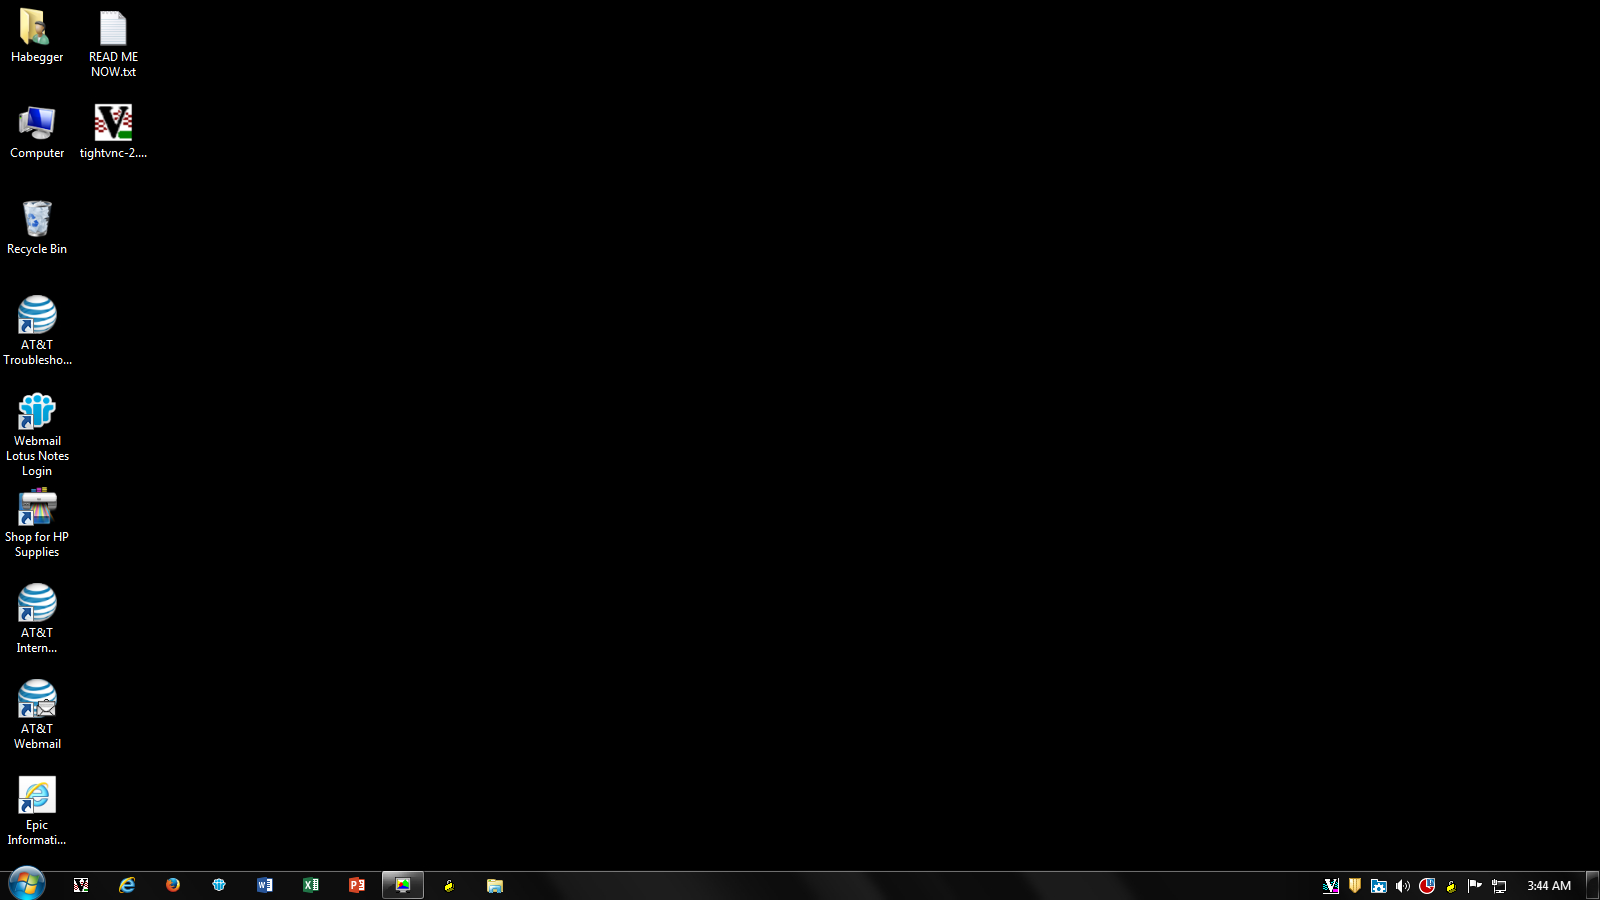 Habegger
READ ME
NOW.txt
Computer
tightvnc-2....
Recycle Bin
AT&T
Troublesho...
Webmail
Lotus Notes
Login
Shop for HP
Supplies
AT&T
Intern...
AT&T
Webmail
Epic
Informati...
3:44 AM